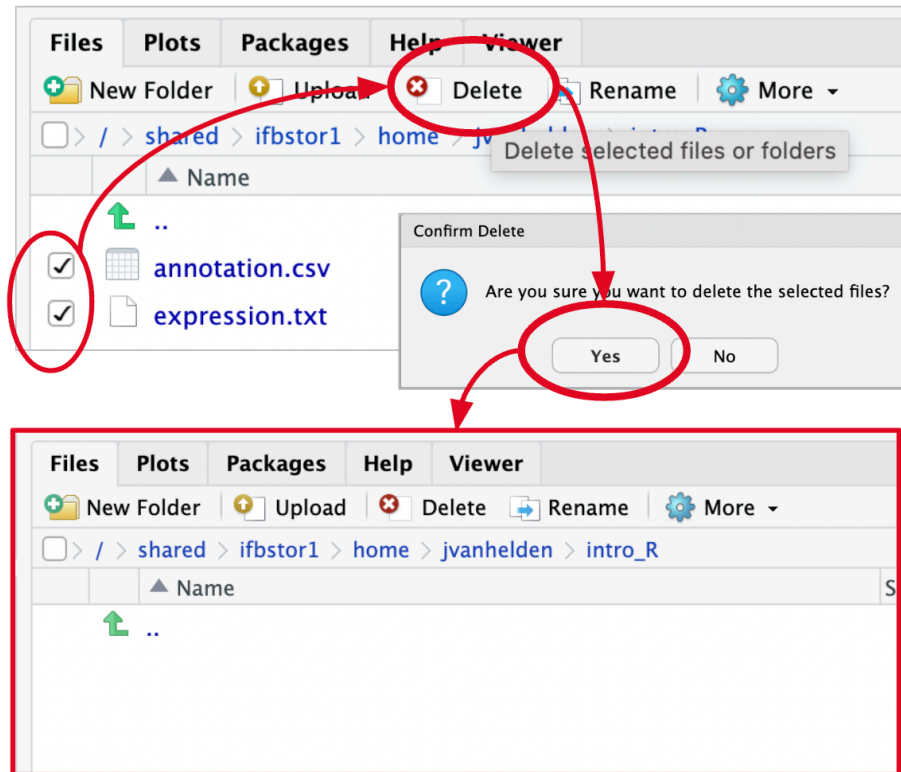 Files Plots Packages Help Viewer
New Folder Upload Delete Rename More
/ > shared > ifbstor1 > home > intro_R
Delete selected files or folders
Name
..
annotation.csv
expression.txt
Confirm Delete
? Are you sure you want to delete the selected files?
Yes No
Files Plots Packages Help Viewer
New Folder Upload Delete Rename More
/ > shared > ifbstor1 > home > jvanhelden > intro_R
Name S
..